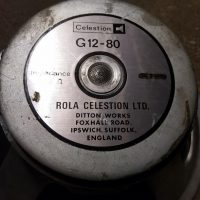 Celestion
G12-80
Impedance
Ω
ROLA CELESTION LTD.
DITTON WORKS
FOXHALL ROAD,
IPSWICH, SUFFOLK,
ENGLAND